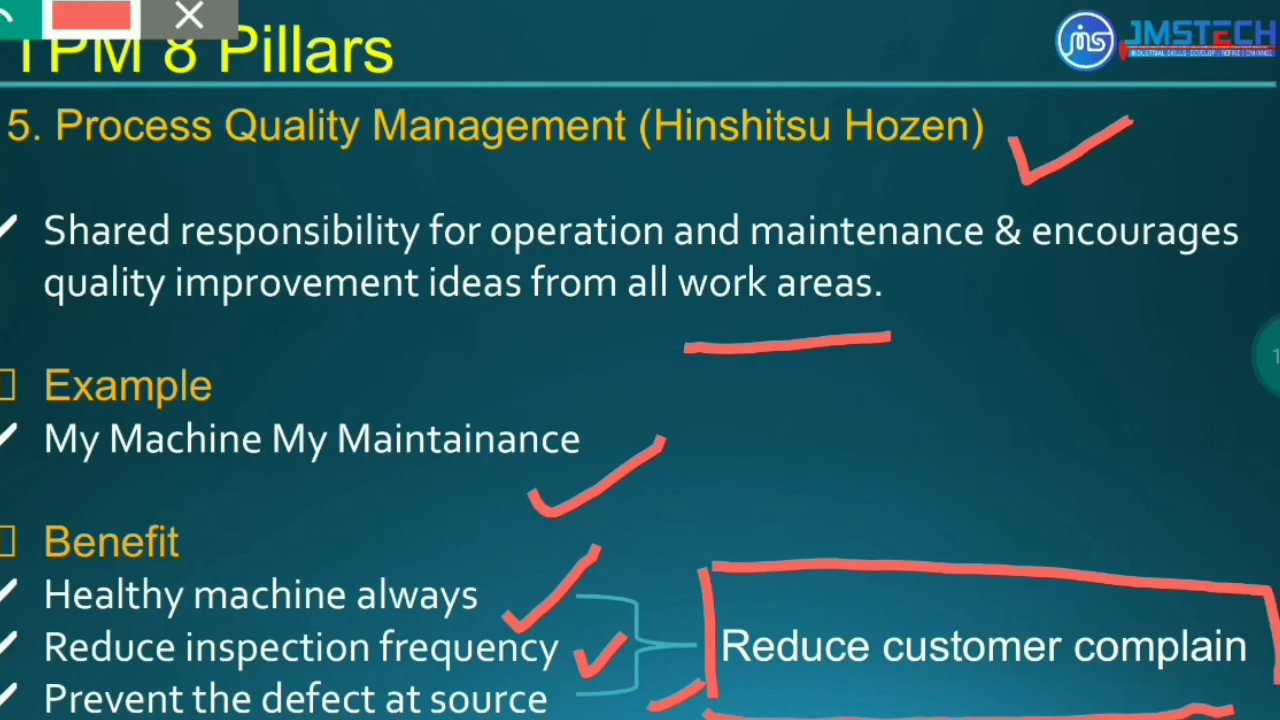 TPM 8 Pillars
JMSTECH
5. Process Quality Management (Hinshitsu Hozen)
Shared responsibility for operation and maintenance & encourages
quality improvement ideas from all work areas.
Example
My Machine My Maintainance
Benefit
Healthy machine always
Reduce inspection frequency
Prevent the defect at source
Reduce customer complain